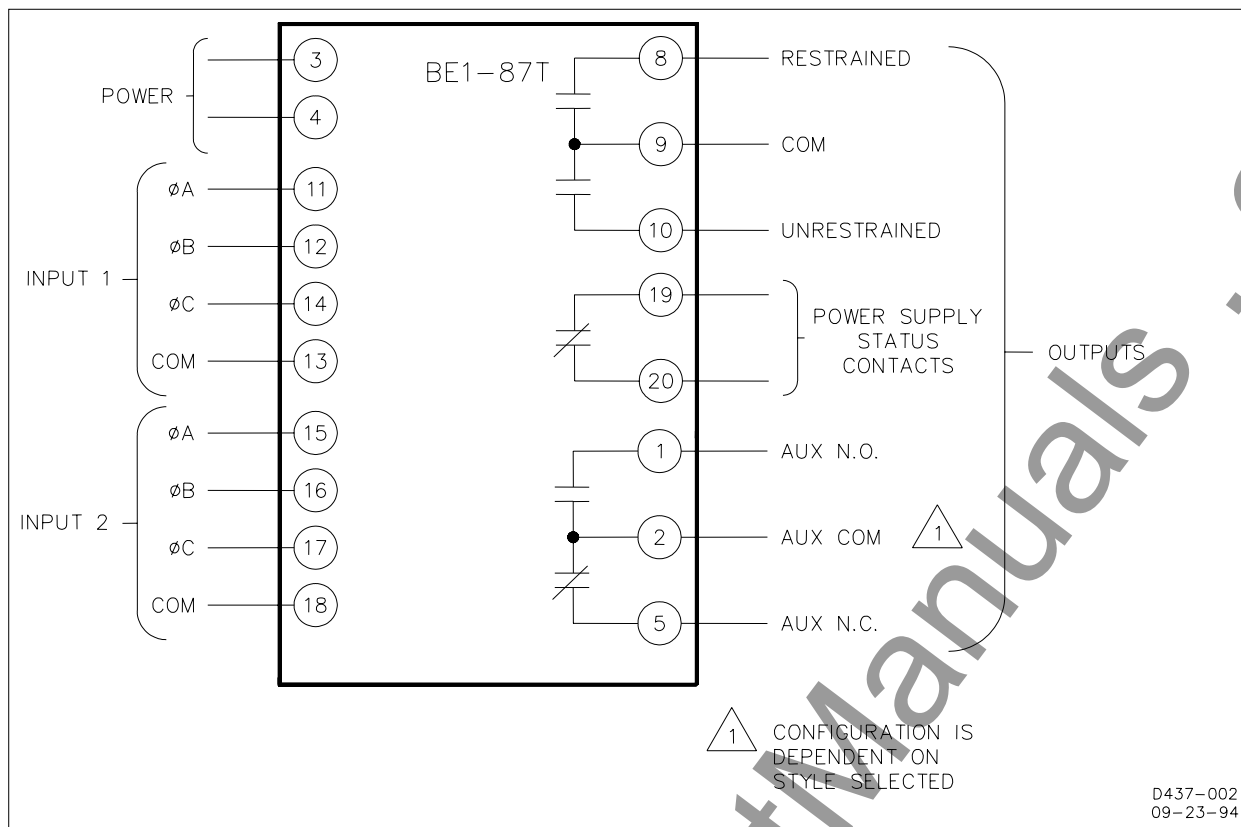 BE1-87T
POWER
3
4
INPUT 1
øA
11
øB
12
øC
14
COM
13
INPUT 2
øA
15
øB
16
øC
17
COM
18
8
RESTRAINED
9
COM
10
UNRESTRAINED
19
20
POWER SUPPLY
STATUS
CONTACTS
1
AUX N.O.
2
AUX COM
1
5
AUX N.C.
OUTPUTS
1
CONFIGURATION IS
DEPENDENT ON
STYLE SELECTED
D437-002
09-23-94